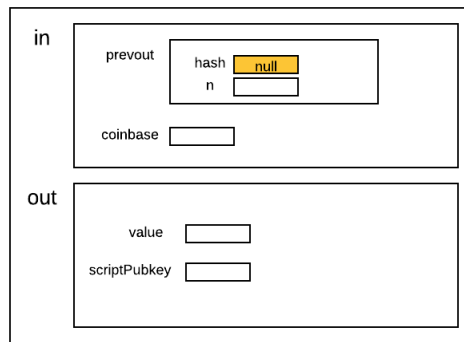 in
prevout
hash null
n
coinbase
out
value
scriptPubkey